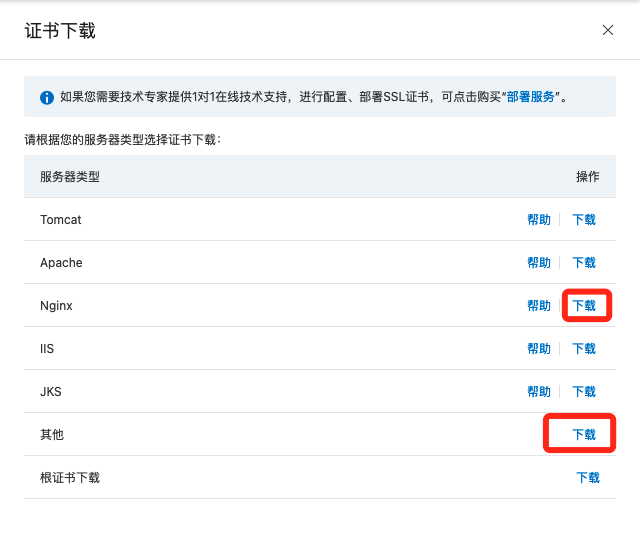 证书下载
如果您需要技术专家提供1对1在线技术支持，进行配置、部署SSL证书，可点击购买“部署服务”。
请根据您的服务器类型选择证书下载：
服务器类型 操作
Tomcat 帮助 下载
Apache 帮助 下载
Nginx 帮助 下载
IIS 帮助 下载
JKS 帮助 下载
其他 下载
根证书下载 下载